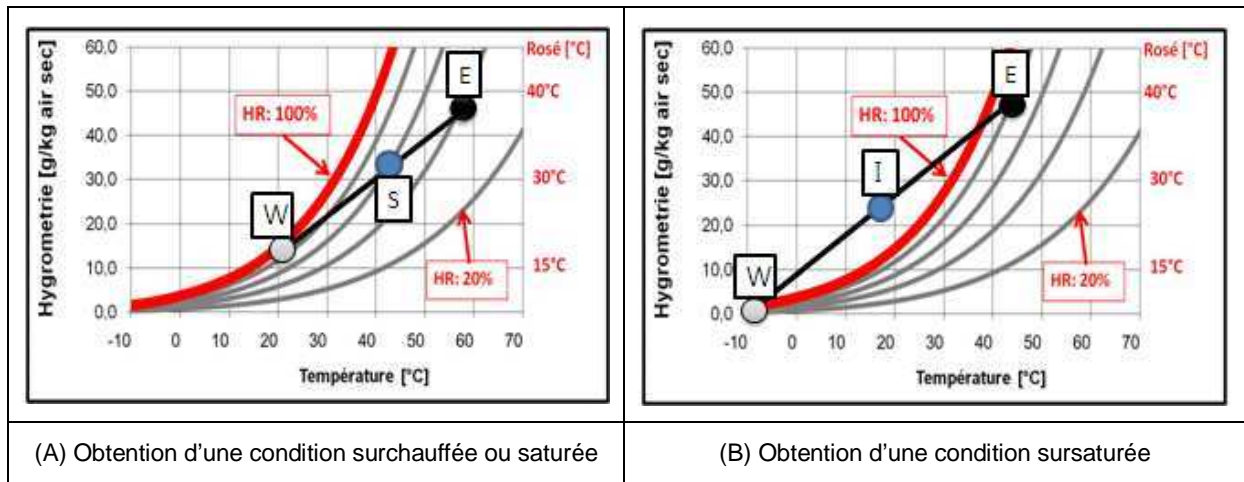 Hygrometrie [g/kg air sec]
60,0
50,0
40,0
30,0
20,0
10,0
0,0
-10 0 20 30 40 50 60 70
Température [°C]
Rosé [°C]
40°C
30°C
15°C
HR: 100%
HR: 20%
W
S
E
Hygrometrie [g/kg air sec]
60,0
50,0
40,0
30,0
20,0
10,0
0,0
-10 0 10 20 30 40 50 60 70
Température [°C]
Rosé [°C]
40°C
30°C
15°C
HR: 100%
HR: 20%
W
I
E
(A) Obtention d’une condition surchauffée ou saturée
(B) Obtention d’une condition sursaturée